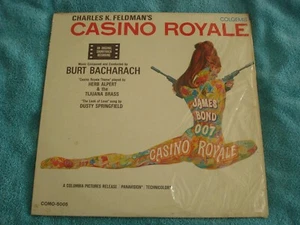 CHARLES K. FELDMAN'S
COLGEMS
CASINO ROYALE
AN ORIGINAL
SOUNDTRACK
RECORDING
Music Composed and Conducted by
BURT BACHARACH
"Casino Royale Theme" played by
HERB ALPERT
& the
TIJUANA BRASS
"The Look of Love" sung by
DUSTY SPRINGFIELD
JAMES
BOND
007
CASINO ROYALE
A COLUMBIA PICTURES RELEASE / PANAVISION® TECHNICOLOR®
COMO-5005